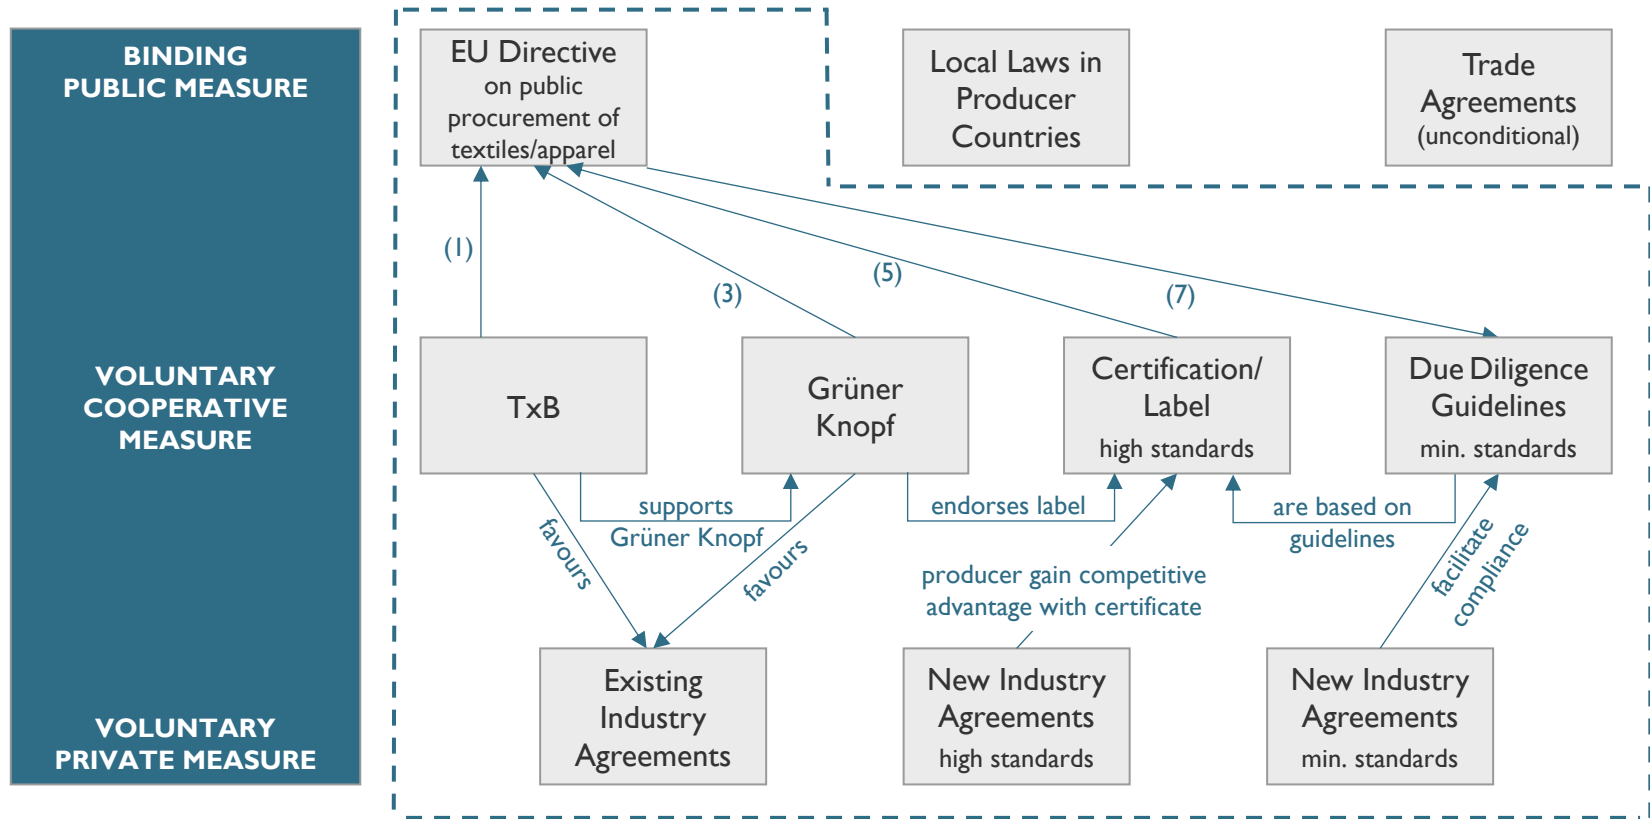 BINDING
PUBLIC MEASURE
EU Directive
on public
procurement of
textiles/apparel
Local Laws in
Producer
Countries
Trade
Agreements
(unconditional)
(1)
(3)
(5)
(7)
VOLUNTARY
COOPERATIVE
MEASURE
TxB
Grüner
Knopf
Certification/
Label
high standards
Due Diligence
Guidelines
min. standards
favours
supports
Grüner Knopf
favours
endorses label
are based on
guidelines
producer gain competitive
advantage with certificate
facilitate
compliance
VOLUNTARY
PRIVATE MEASURE
Existing
Industry
Agreements
New Industry
Agreements
high standards
New Industry
Agreements
min. standards